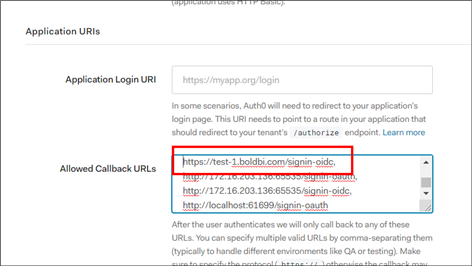 (application uses HTTP Basic).
Application URIs
Application Login URI
https://myapp.org/login
In some scenarios, Auth0 will need to redirect to your application's
login page. This URI needs to point to a route in your application that
should redirect to your tenant's /authorize endpoint. Learn more
Allowed Callback URLs
https://test-1.boldbi.com/signin-oidc,
http://172.16.203.136:65535/signin-oauth,
http://172.16.203.136:65535/signin-oidc,
http://localhost:61699/signin-oauth
After the user authenticates we will only call back to any of these
URLs. You can specify multiple valid URLs by comma-separating them
(typically to handle different environments like QA or testing). Make
sure to specify the protocol ( https:// ) otherwise the callback may